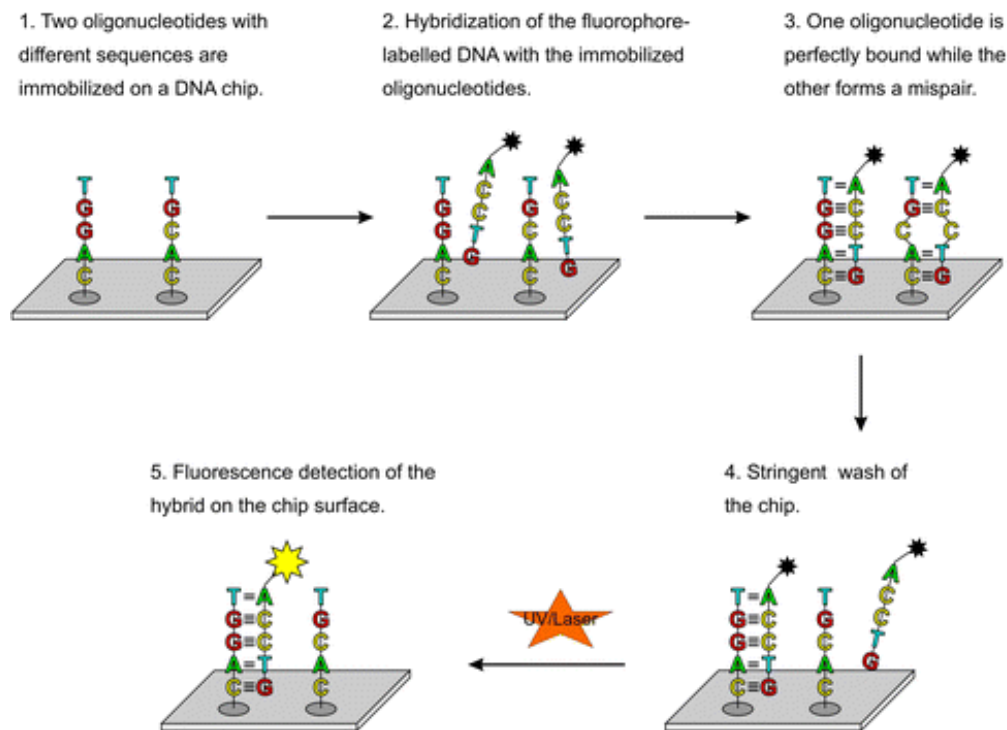 1. Two oligonucleotides with
different sequences are
immobilized on a DNA chip.
2. Hybridization of the fluorophore-
labelled DNA with the immobilized
oligonucleotides.
3. One oligonucleotide is
perfectly bound while the
other forms a mispair.
T T
G G
G C
A A
C C
T A T A
G C G C
G C C C
A T A T
C G C G
T=A T=A
G≡C G≡C
G≡C C C
A=T A=T
C≡G C≡G
5. Fluorescence detection of the
hybrid on the chip surface.
4. Stringent wash of
the chip.
T=A T
G≡C G
G≡C C
A=T A
C≡G C
UV/Laser
T=A T A
G≡C G C
G≡C C C
A=T A T
C≡G C G